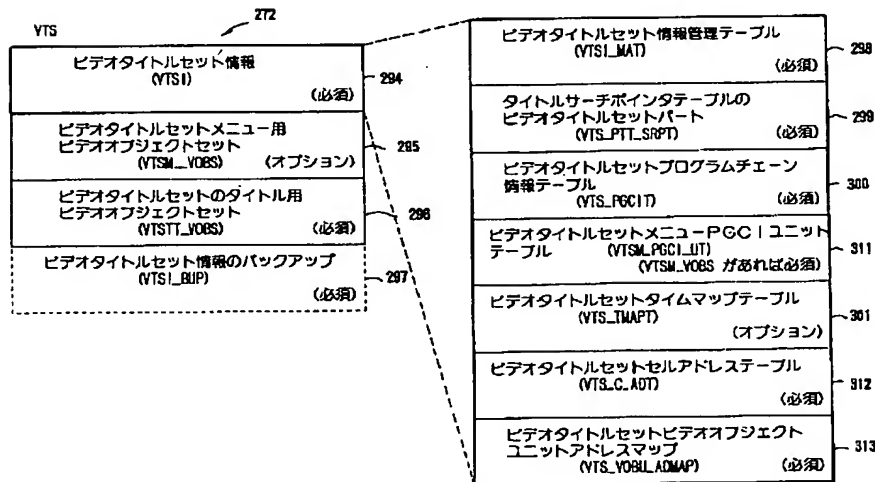 VTS
272
ビデオタイトルセット情報
(VTSI)
(必須)
294
ビデオタイトルセットメニュー用
ビデオオブジェクトセット
(VTSM_VOBS) (オプション)
295
ビデオタイトルセットのタイトル用
ビデオオブジェクトセット
(VTSTT_VOBS) (必須)
296
ビデオタイトルセット情報のバックアップ
(VTSI_BUP)
(必須)
297
ビデオタイトルセット情報管理テーブル
(VTSI_MAT)
(必須)
298
タイトルサーチポインタテーブルの
ビデオタイトルセットパート
(VTS_PTT_SRPT) (必須)
299
ビデオタイトルセットプログラムチェーン
情報テーブル
(VTS_PGCIT) (必須)
300
ビデオタイトルセットメニューPGCIユニット
テーブル (VTSM_PGCI_UT)
(VTSM_VOBS があれば必須)
311
ビデオタイトルセットタイムマップテーブル
(VTS_TMAPT)
(オプション)
301
ビデオタイトルセットセルアドレステーブル
(VTS_C_ADT)
(必須)
312
ビデオタイトルセットビデオオブジェクト
ユニットアドレスマップ
(VTS_VOBU_ADMAP) (必須)
313